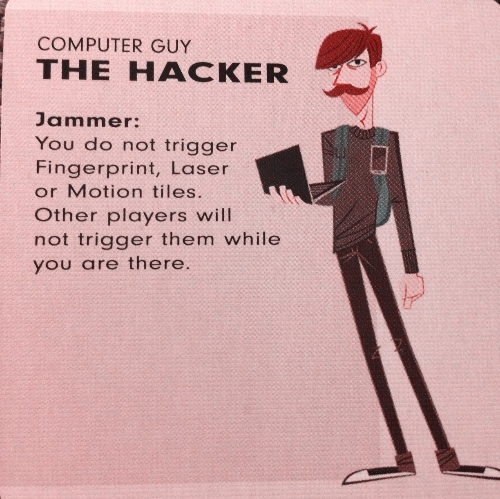 COMPUTER GUY
THE HACKER
Jammer:
You do not trigger
Fingerprint, Laser
or Motion tiles.
Other players will
not trigger them while
you are there.